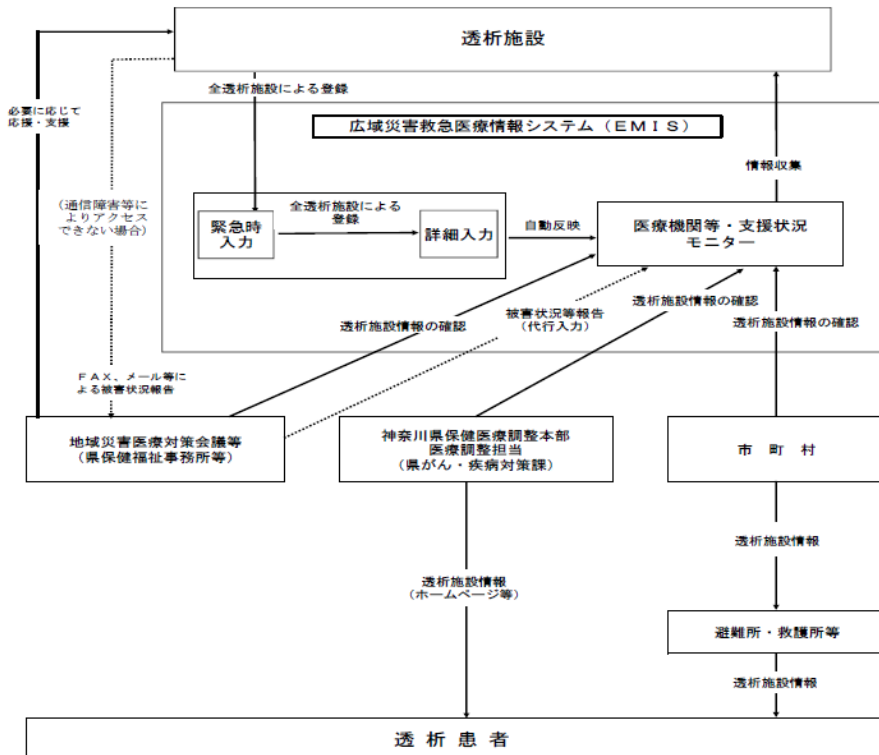 透析施設
全透析施設による登録
必要に応じて
応援・支援
広域災害救急医療情報システム（ＥＭＩＳ）
情報収集
（通信障害等に
よりアクセス
できない場合）
全透析施設による
登録
緊急時
入力
詳細入力
自動反映
医療機関等・支援状況
モニター
透析施設情報の確認
被害状況等報告
（代行入力）
透析施設情報の確認
透析施設情報の確認
ＦＡＸ、メール等に
よる被害状況報告
地域災害医療対策会議等
（県保健福祉事務所等）
神奈川県保健医療調整本部
医療調整担当
（県がん・疾病対策課）
市　町　村
透析施設情報
（ホームページ等）
透析施設情報
避難所・救護所等
透析施設情報
透　析　患　者